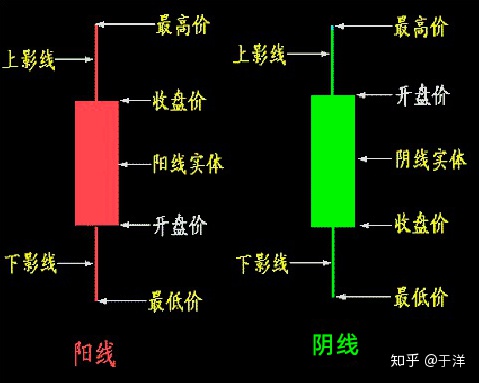 最高价
上影线
收盘价
阳线实体
开盘价
下影线
最低价
阳线
最高价
上影线
开盘价
阴线实体
收盘价
下影线
最低价
阴线
知乎 @于洋